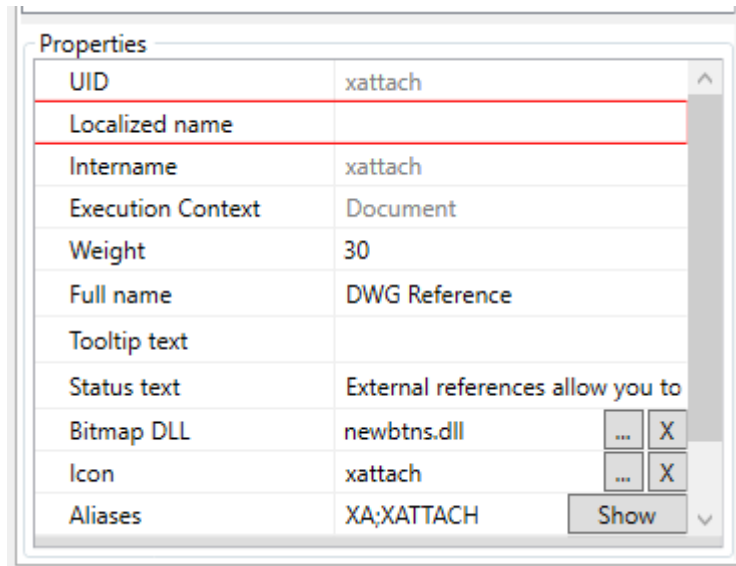 Properties
UID xattach
Localized name
Intername xattach
Execution Context Document
Weight 30
Full name DWG Reference
Tooltip text
Status text External references allow you to
Bitmap DLL newbtns.dll ... X
Icon xattach ... X
Aliases XA;XATTACH Show